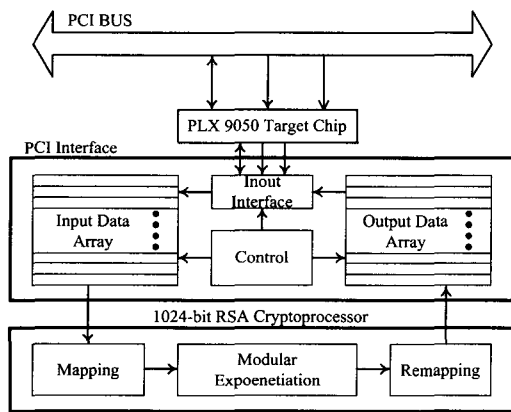 PCI BUS
PLX 9050 Target Chip
PCI Interface
Inout
Interface
Input Data
Array
Output Data
Array
Control
1024-bit RSA Cryptoprocessor
Mapping
Modular
Expoenetiation
Remapping